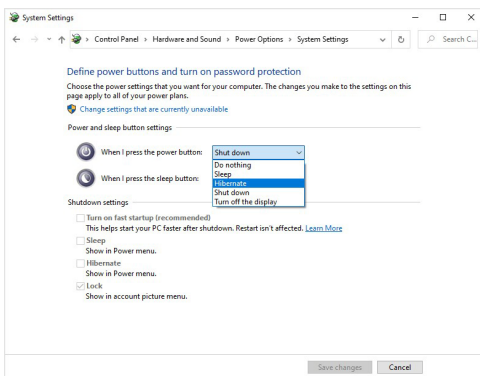 System Settings
Control Panel > Hardware and Sound > Power Options > System Settings
Search C...
Define power buttons and turn on password protection
Choose the power settings that you want for your computer. The changes you make to the settings on this
page apply to all of your power plans.
Change settings that are currently unavailable
Power and sleep button settings
When I press the power button:
Shut down
Do nothing
Sleep
Hibernate
Shut down
Turn off the display
When I press the sleep button:
Shutdown settings
Turn on fast startup (recommended)
This helps start your PC faster after shutdown. Restart isn't affected. Learn More
Sleep
Show in Power menu.
Hibernate
Show in Power menu.
Lock
Show in account picture menu.
Save changes
Cancel